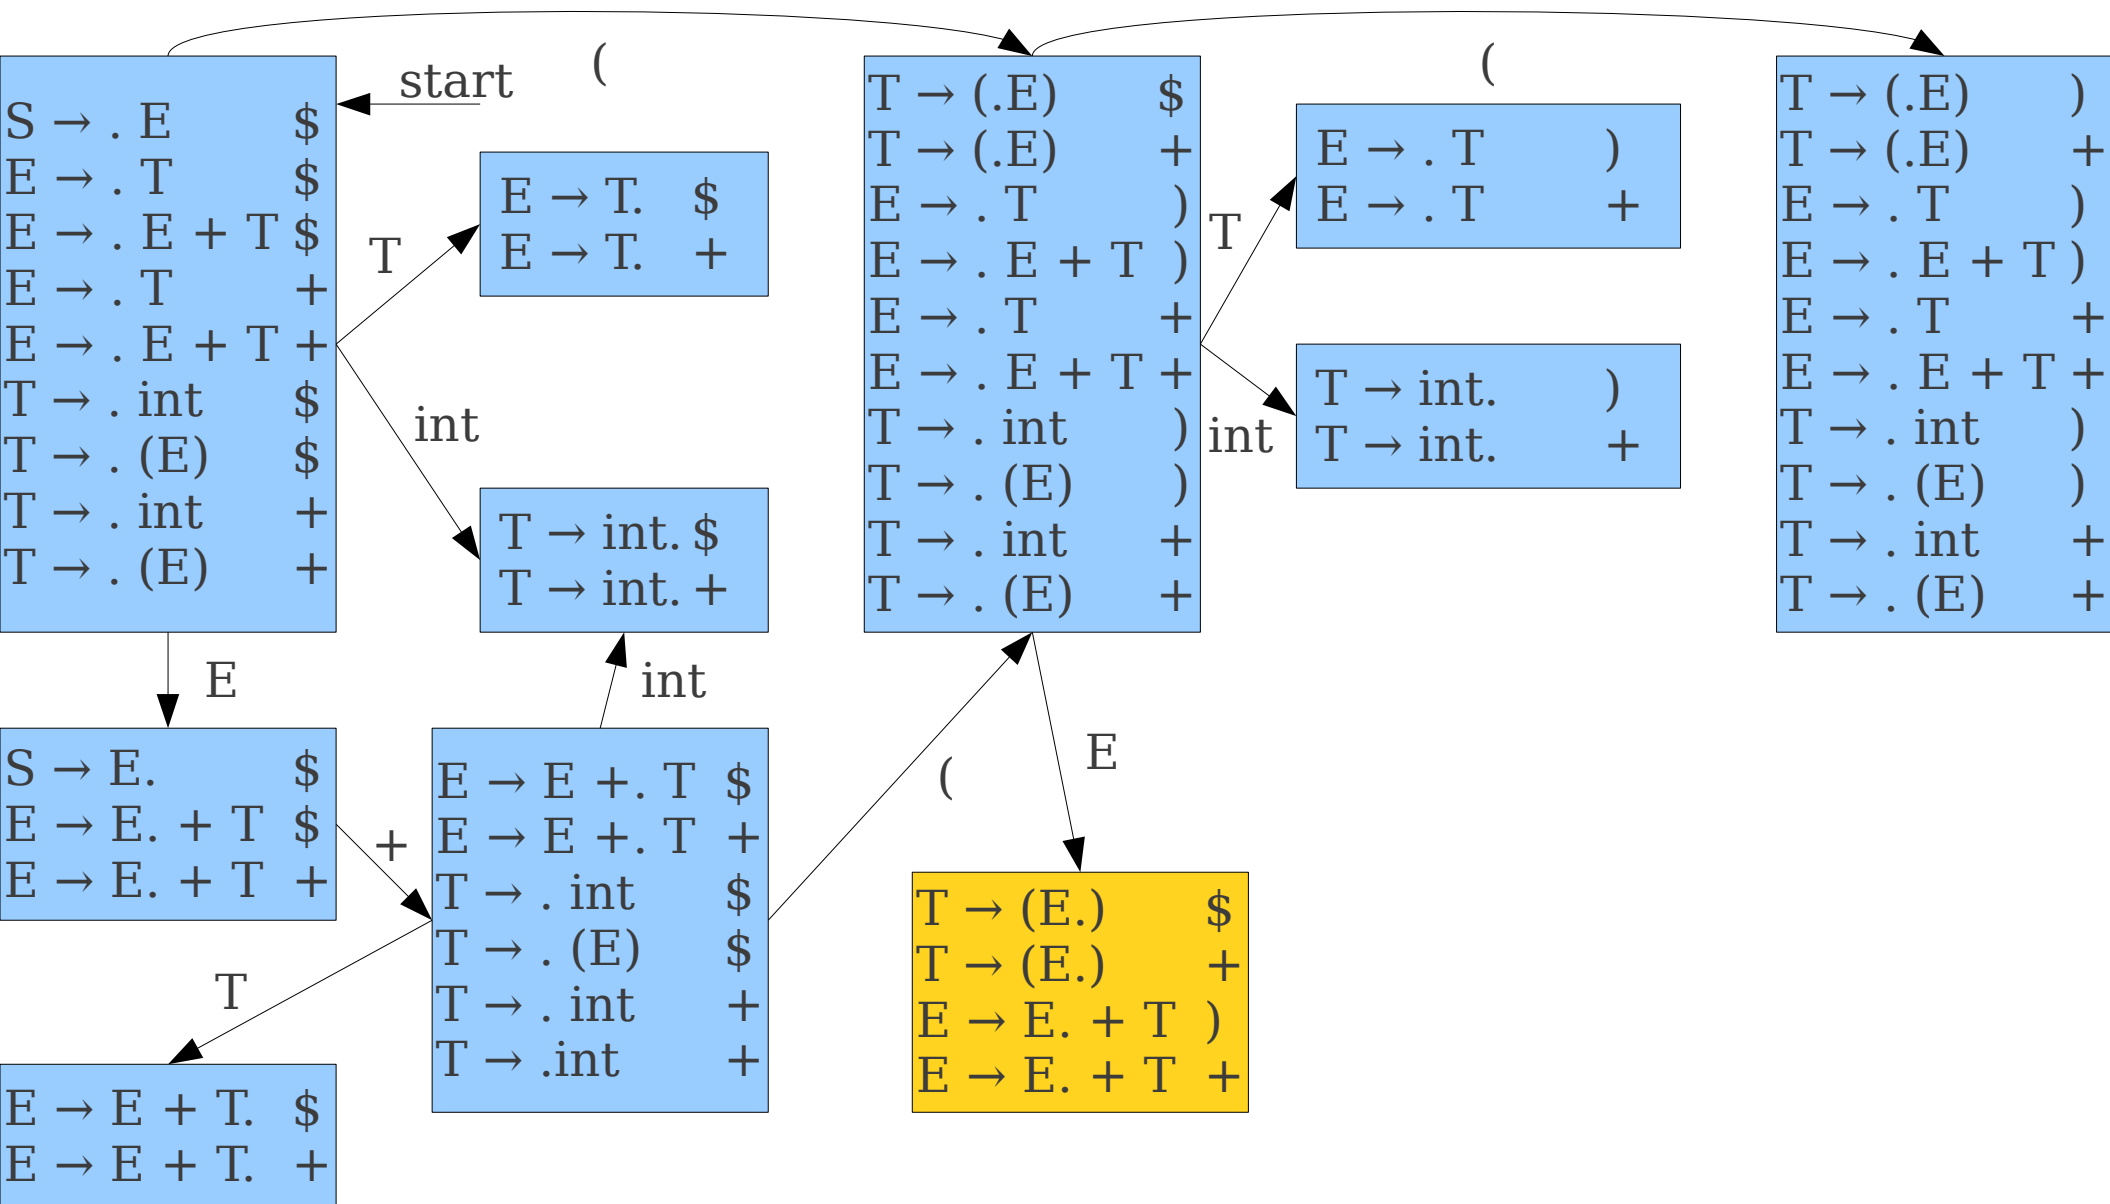 start
(
(
S → . E $
E → . T $
E → . E + T $
E → . T +
E → . E + T +
T → . int $
T → . (E) $
T → . int +
T → . (E) +
T
int
E → T. $
E → T. +
T → int. $
T → int. +
T → (.E) $
T → (.E) +
E → . T )
E → . E + T )
E → . T +
E → . E + T +
T → . int )
T → . (E) )
T → . int +
T → . (E) +
T
int
E → . T )
E → . T +
T → int. )
T → int. +
T → (.E) )
T → (.E) +
E → . T )
E → . E + T )
E → . T +
E → . E + T +
T → . int )
T → . (E) )
T → . int +
T → . (E) +
E
int
(
E
S → E. $
E → E. + T $
E → E. + T +
+
T
E → E +. T $
E → E +. T +
T → . int $
T → . (E) $
T → . int +
T → .int +
T → (E.) $
T → (E.) +
E → E. + T )
E → E. + T +
E → E + T. $
E → E + T. +